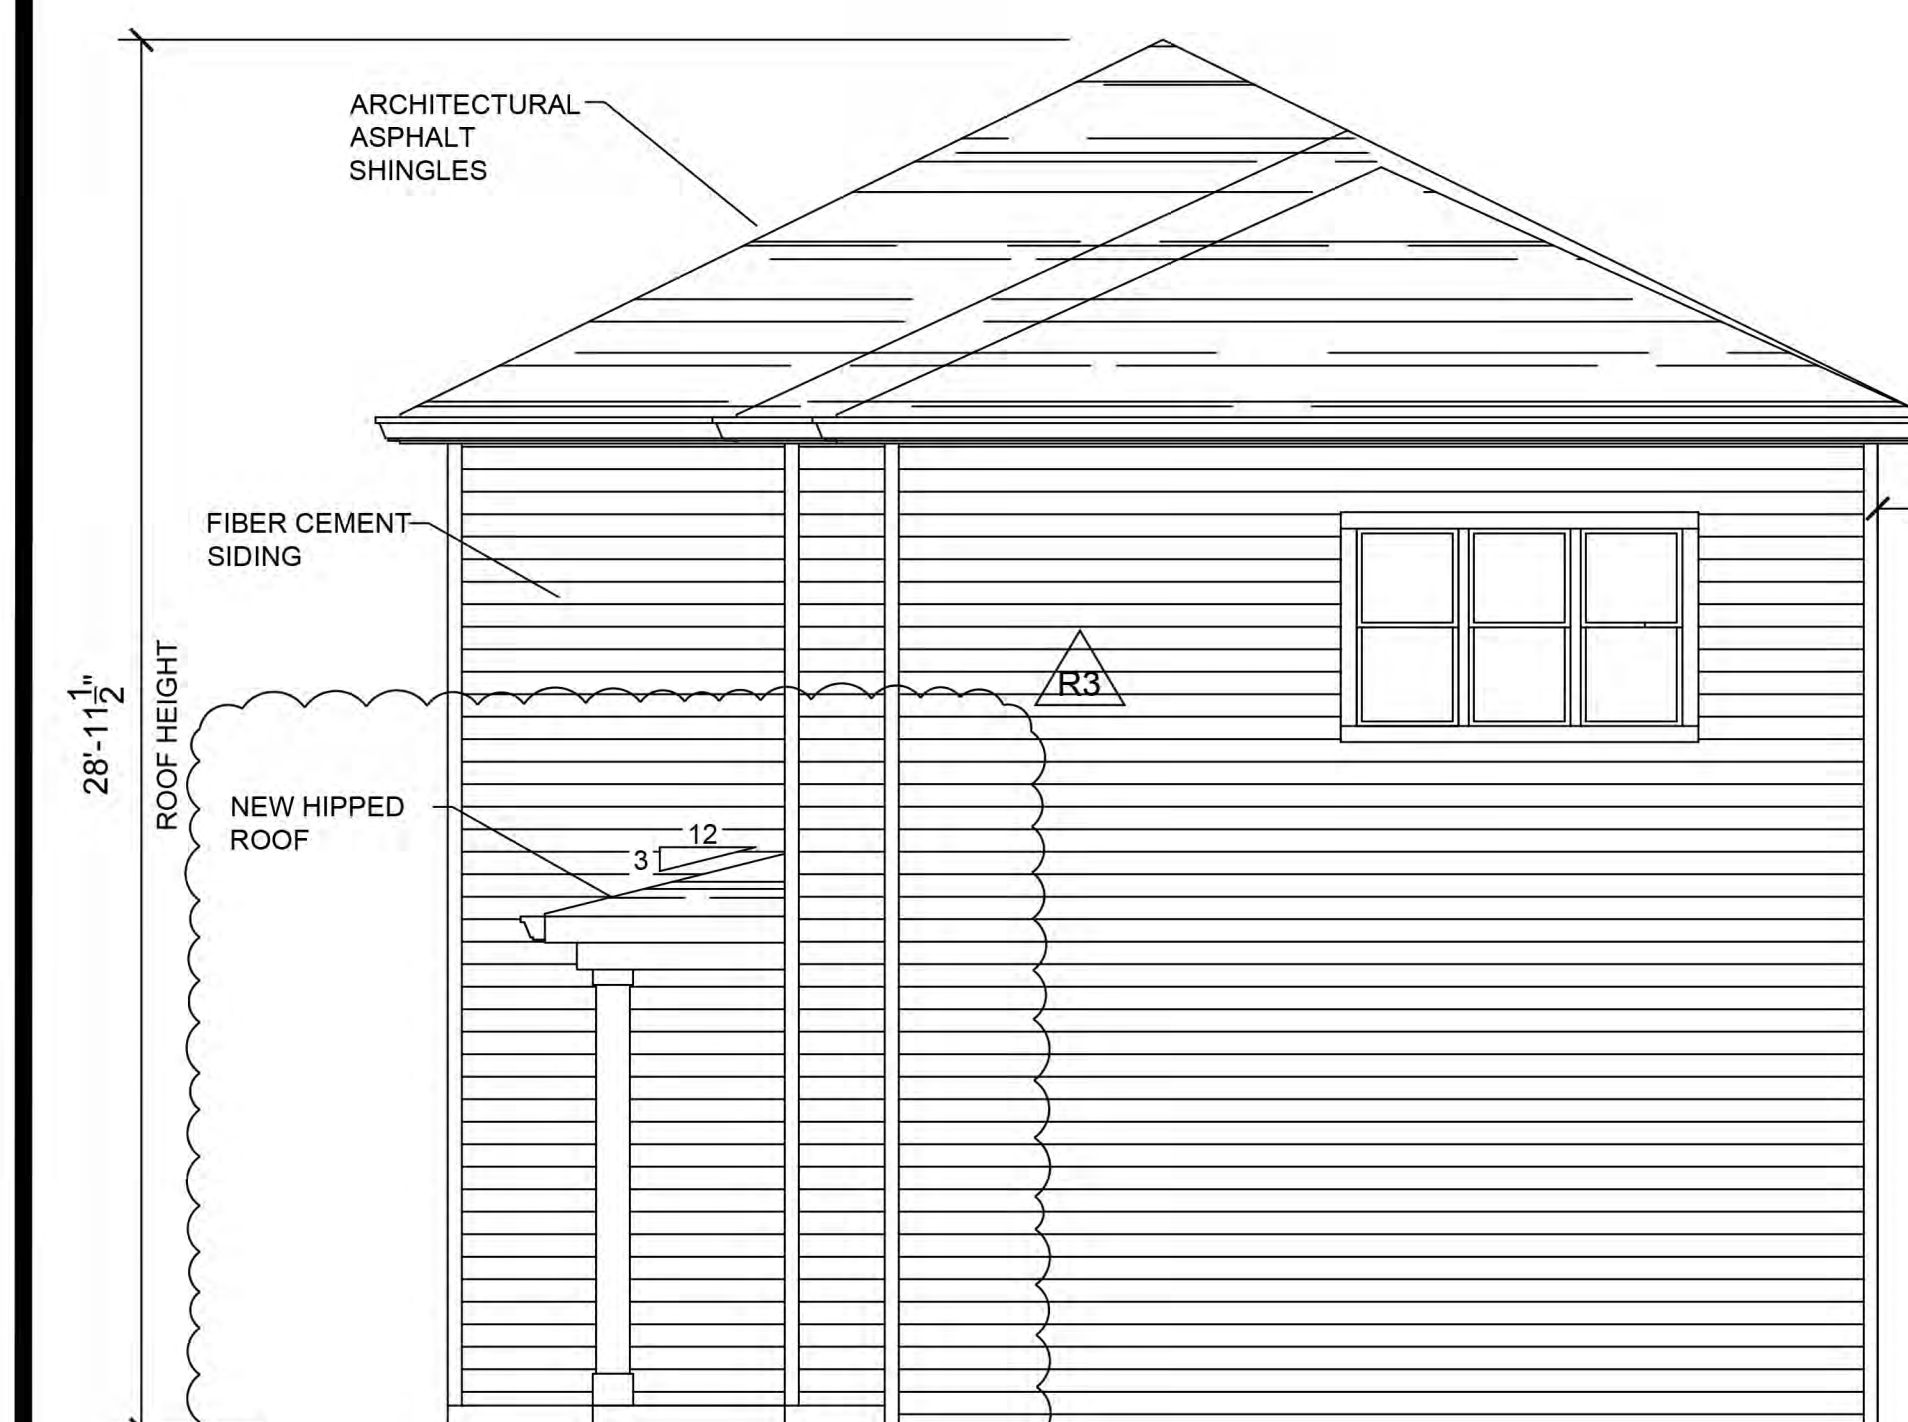 ARCHITECTURAL
ASPHALT
SHINGLES
FIBER CEMENT
SIDING
R3
28'-11 1/2"
ROOF HEIGHT
NEW HIPPED
ROOF
12
3